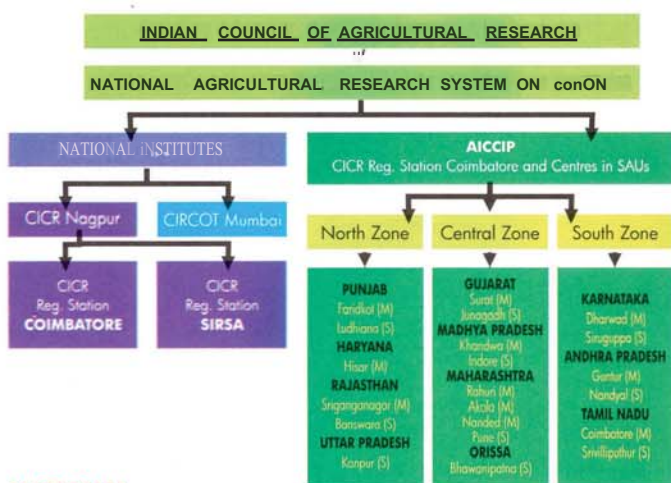 INDIAN COUNCIL OF AGRICULTURAL RESEARCH
NATIONAL AGRICULTURAL RESEARCH SYSTEM ON conON
NATIONAL iNSTITUTES
AICCIP
CICR Reg. Station Coimbatore and Centres in SAUs
CICR Nagpur
CIRCOT Mumbai
North Zone
Central Zone
South Zone
CICR
Reg. Station
COIMBATORE
CICR
Reg. Station
SIRSA
PUNJAB
Faridkot (M)
Ludhiana (S)
HARYANA
Hisar (M)
RAJASTHAN
Sriganganagar (M)
Banswara (S)
UTTAR PRADESH
Kanpur (S)
GUJARAT
Surat (M)
Junagadh (S)
MADHYA PRADESH
Khandwa (M)
Indore (S)
MAHARASHTRA
Rahuri (M)
Akola (M)
Nanded (M)
Pune (S)
ORISSA
Bhawanipatna (S)
KARNATAKA
Dharwad (M)
Siruguppa (S)
ANDHRA PRADESH
Guntur (M)
Nandyal (S)
TAMIL NADU
Coimbatore (M)
Srivilliputhur (S)